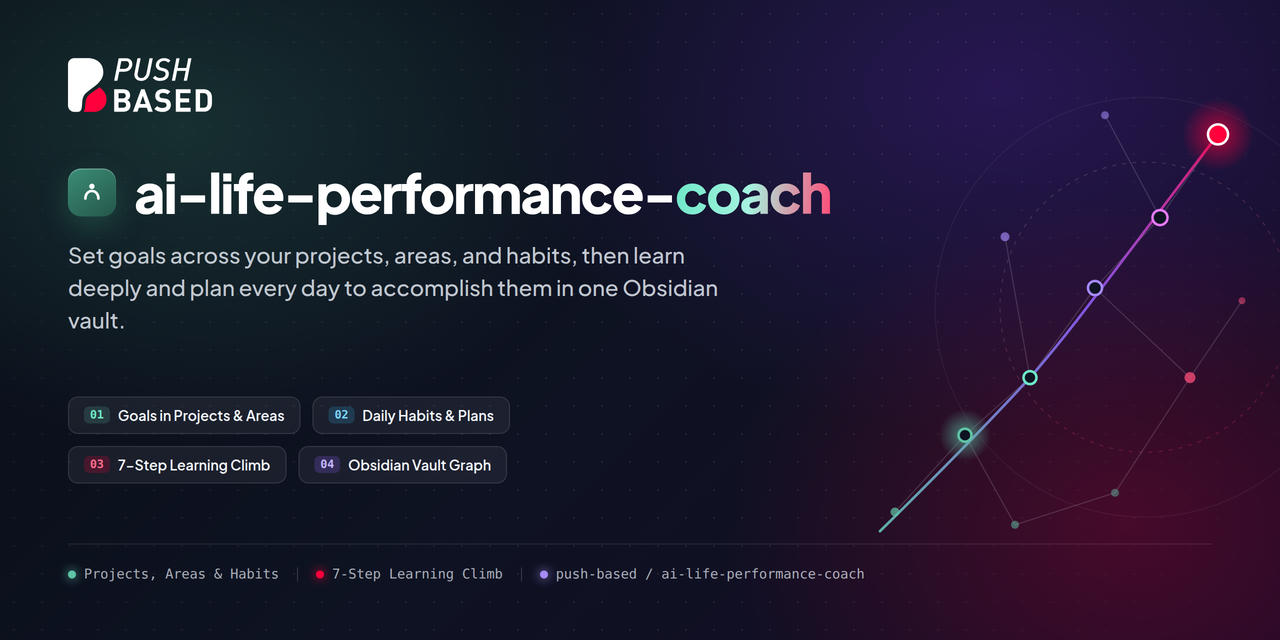 PUSH
BASED
ai-life-performance-coach
Set goals across your projects, areas, and habits, then learn
deeply and plan every day to accomplish them in one Obsidian
vault.
01 Goals in Projects & Areas
02 Daily Habits & Plans
03 7-Step Learning Climb
04 Obsidian Vault Graph
Projects, Areas & Habits
7-Step Learning Climb
push-based / ai-life-performance-coach